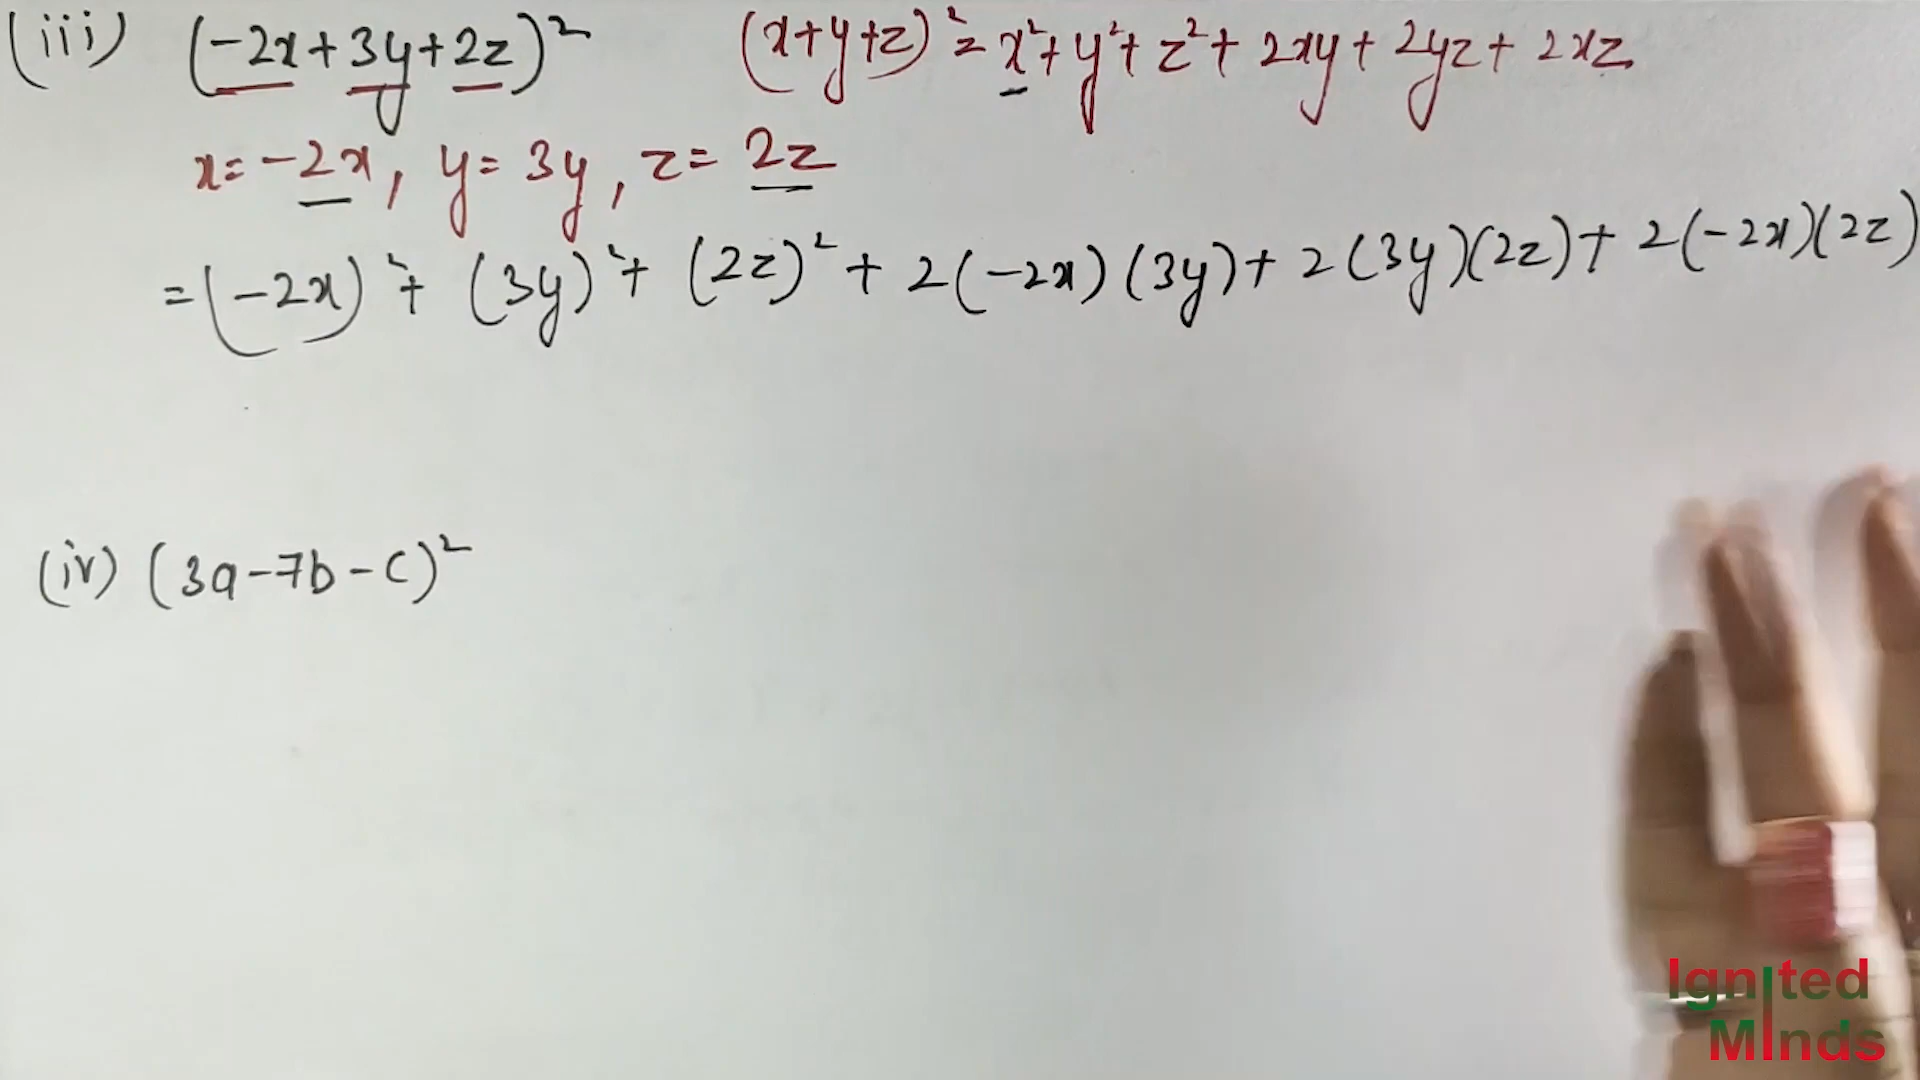 (iii) (-2x+3y+2z)² (x+y+z)² = x²+y²+z²+2xy+2yz+2xz
x=-2x, y=3y, z=2z
=(-2x)²+(3y)²+(2z)²+2(-2x)(3y)+2(3y)(2z)+2(-2x)(2z)
(iv) (3a-7b-c)²
Ignited
Minds